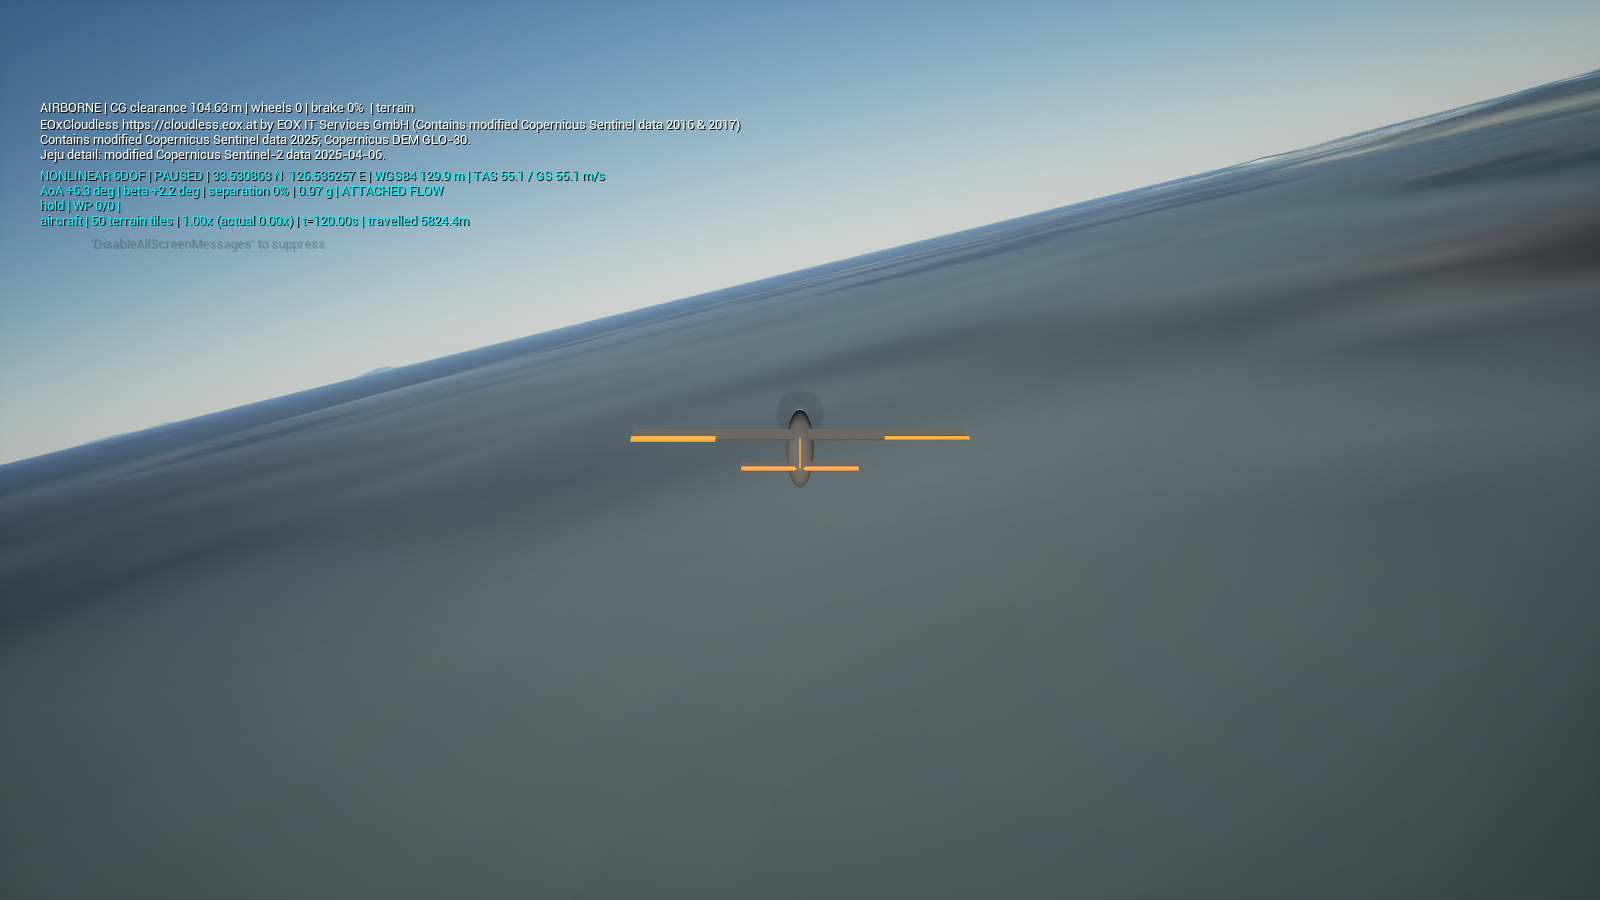 AIRBORNE | CG clearance 104.63 m | wheels 0 | brake 0% | terrain
EOxCloudless https://cloudless.eox.at by EOX IT Services GmbH (Contains modified Copernicus Sentinel data 2016 & 2017)
Contains modified Copernicus Sentinel data 2025; Copernicus DEM GLO-30.
Jeju detail: modified Copernicus Sentinel-2 data 2025-04-06.
NONLINEAR 6DOF | PAUSED | 33.530863 N 126.535257 E | WGS84 129.9 m | TAS 55.1 / GS 55.1 m/s
AoA +6.3 deg | beta +2.2 deg | separation 0% | 0.97 g | ATTACHED FLOW
hold | WP 0/0 |
aircraft | 50 terrain tiles | 1.00x (actual 0.00x) | t=120.00s | travelled 5824.4m
'DisableAllScreenMessages' to suppress